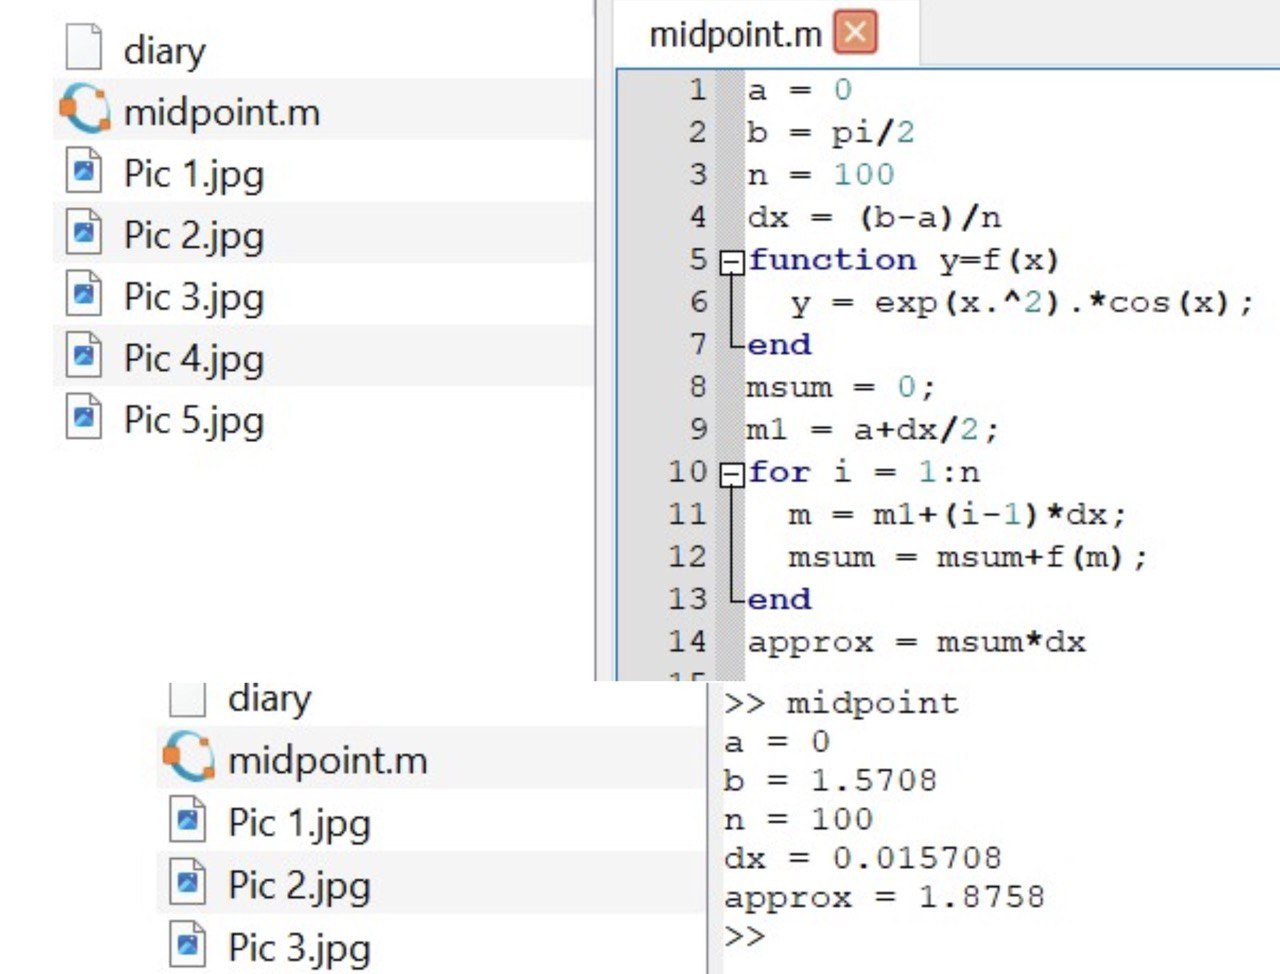 diary
midpoint.m
Pic 1.jpg
Pic 2.jpg
Pic 3.jpg
Pic 4.jpg
Pic 5.jpg
midpoint.m
1 a = 0
2 b = pi/2
3 n = 100
4 dx = (b-a)/n
5 function y=f(x)
6 y = exp(x.^2).*cos(x);
7 end
8 msum = 0;
9 m1 = a+dx/2;
10 for i = 1:n
11 m = m1+(i-1)*dx;
12 msum = msum+f(m);
13 end
14 approx = msum*dx
diary
midpoint.m
Pic 1.jpg
Pic 2.jpg
Pic 3.jpg
>> midpoint
a = 0
b = 1.5708
n = 100
dx = 0.015708
approx = 1.8758
>>